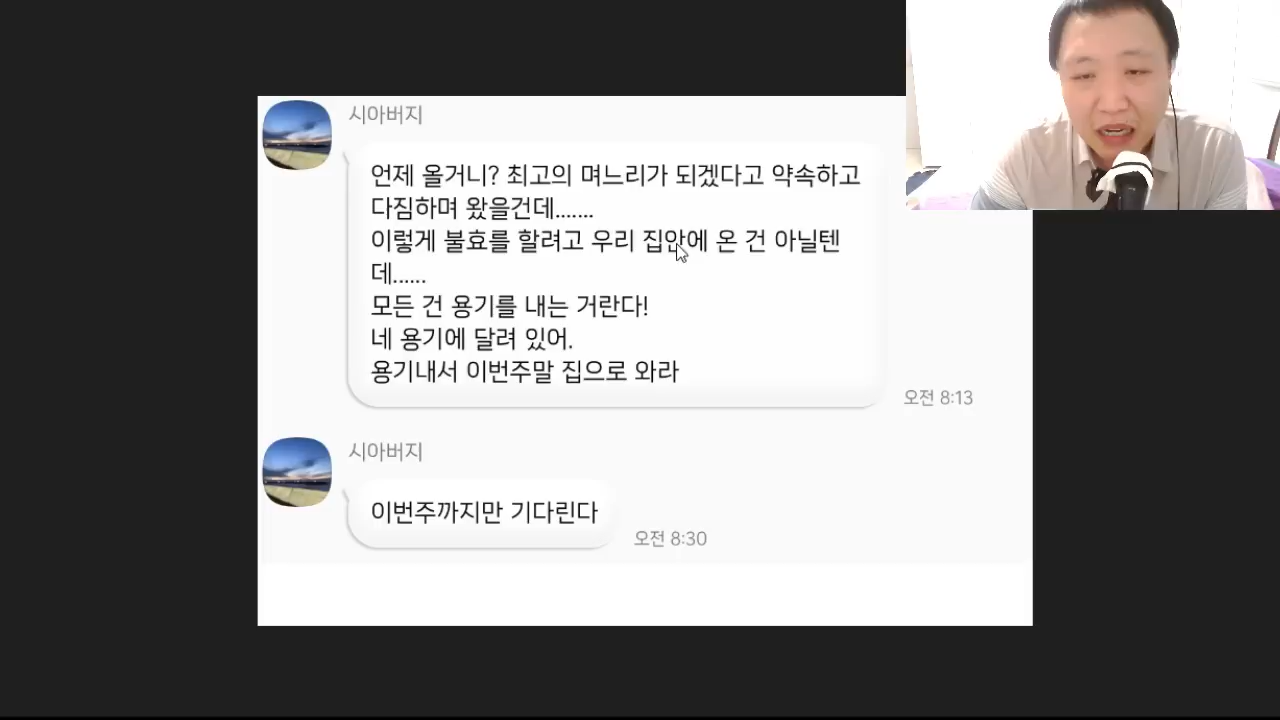 시아버지
언제 올거니? 최고의 며느리가 되겠다고 약속하고
다짐하며 왔을건데.......
이렇게 불효를 할려고 우리 집안에 온 건 아닐텐
데......
모든 건 용기를 내는 거란다!
네 용기에 달려 있어.
용기내서 이번주말 집으로 와라
오전 8:13
시아버지
이번주까지만 기다린다
오전 8:30